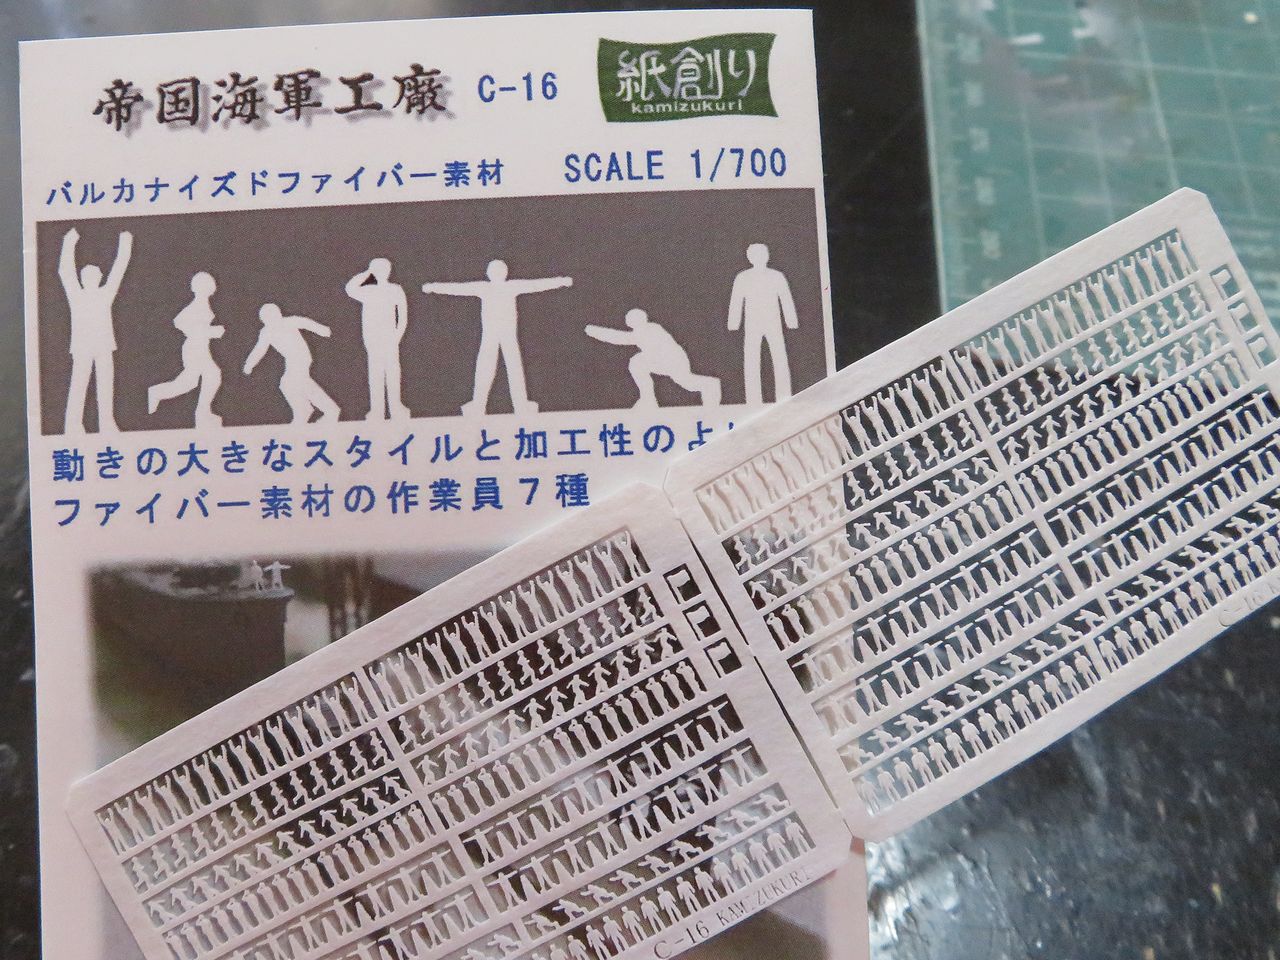 帝国海軍工廠 C-16
紙創り
kamizukuri
バルカナイズドファイバー素材 SCALE 1/700
動きの大きなスタイルと加工性のよい
ファイバー素材の作業員7種
C-16 KAMIZUKURI
C-16